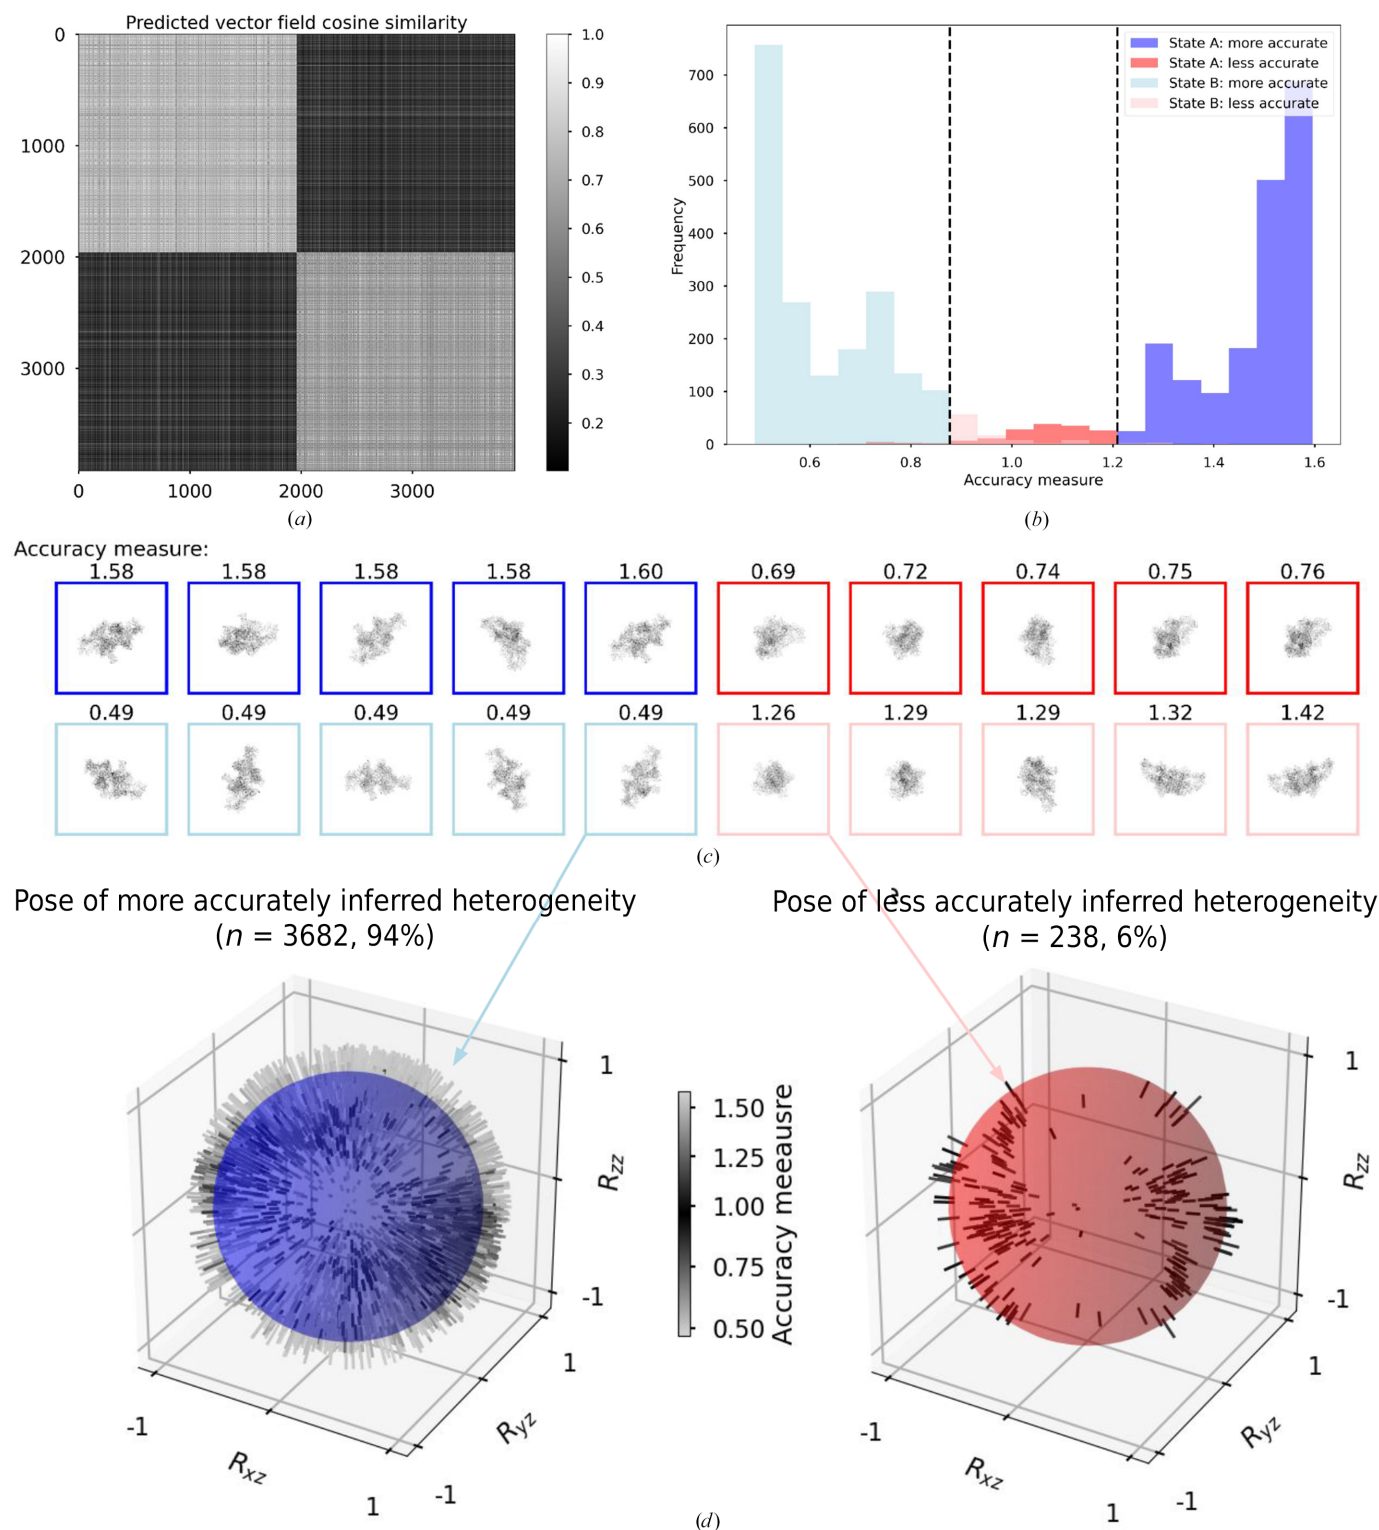 Predicted vector field cosine similarity
0
1000
2000
3000
0 1000 2000 3000
1.0
0.9
0.8
0.7
0.6
0.5
0.4
0.3
0.2
(a)
State A: more accurate
State A: less accurate
State B: more accurate
State B: less accurate
Frequency
700
600
500
400
300
200
100
0
0.6 0.8 1.0 1.2 1.4 1.6
Accuracy measure
(b)
Accuracy measure:
1.58 1.58 1.58 1.58 1.60 0.69 0.72 0.74 0.75 0.76
0.49 0.49 0.49 0.49 0.49 1.26 1.29 1.29 1.32 1.42
(c)
Pose of more accurately inferred heterogeneity
(n = 3682, 94%)
1
Rzz
-1
1
Ryz
-1
-1
Rxz
1
1.50
1.25
1.00
0.75
0.50
Accuracy meeausre
Pose of less accurately inferred heterogeneity
(n = 238, 6%)
1
Rzz
-1
1
Ryz
-1
-1
Rxz
1
(d)